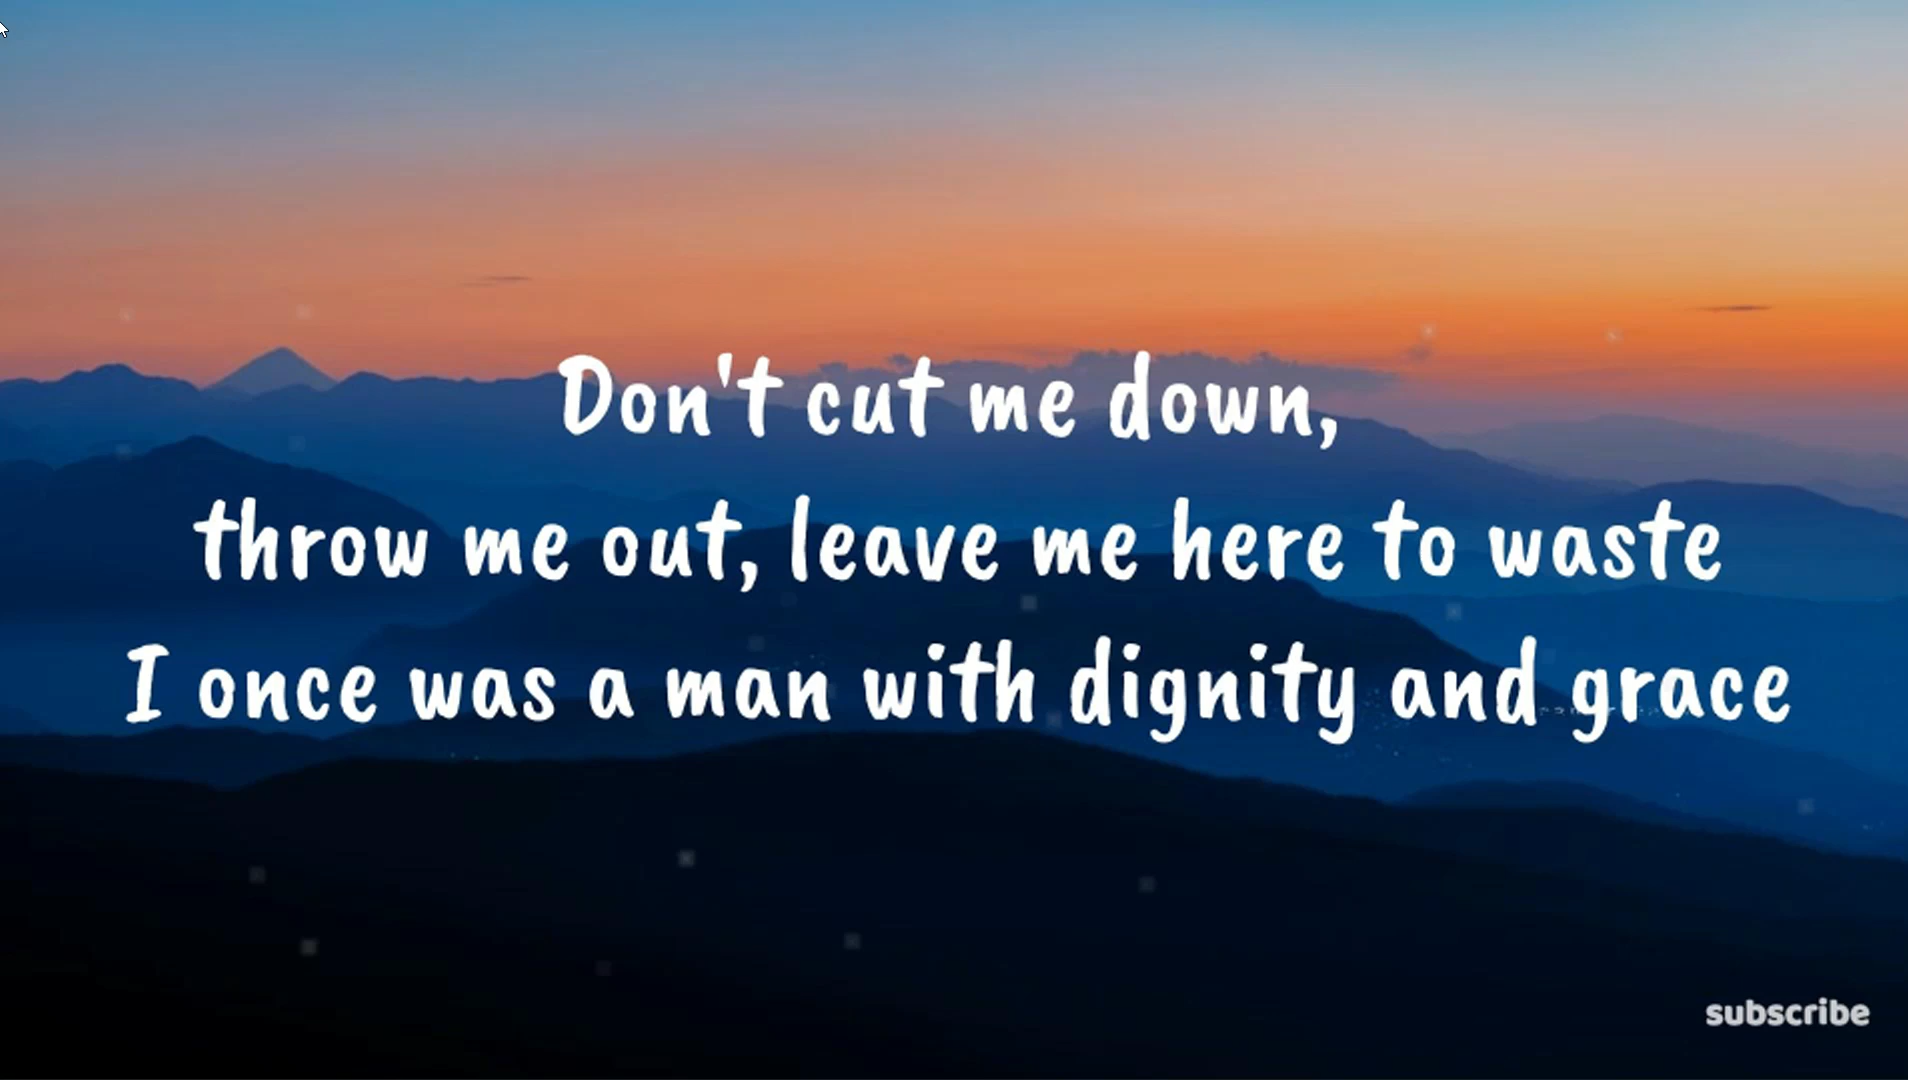 Don't cut me down,
throw me out, leave me here to waste
I once was a man with dignity and grace
subscribe